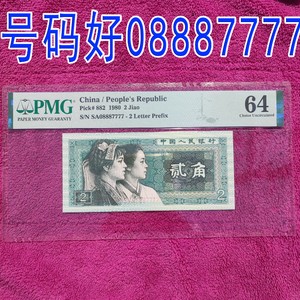 号码好08887777
PMG
PAPER MONEY GUARANTY
China / People's Republic
Pick# 882 1980 2 Jiao
S/N SA08887777 - 2 Letter Prefix
64
Choice Uncirculated
中国人民银行
贰角
2
2